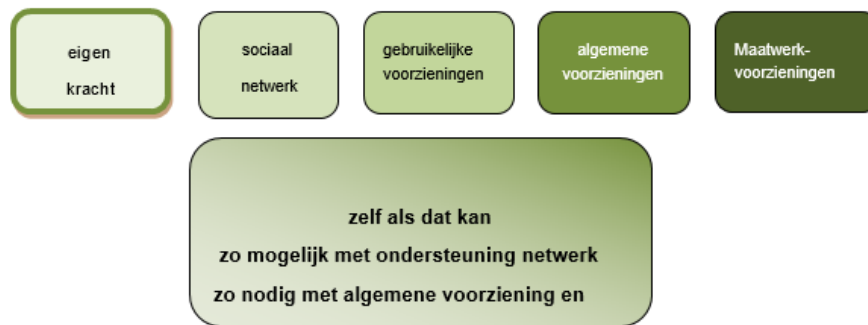 eigen
kracht
sociaal
netwerk
gebruikelijke
voorzieningen
algemene
voorzieningen
Maatwerk-
voorzieningen
zelf als dat kan
zo mogelijk met ondersteuning netwerk
zo nodig met algemene voorziening en